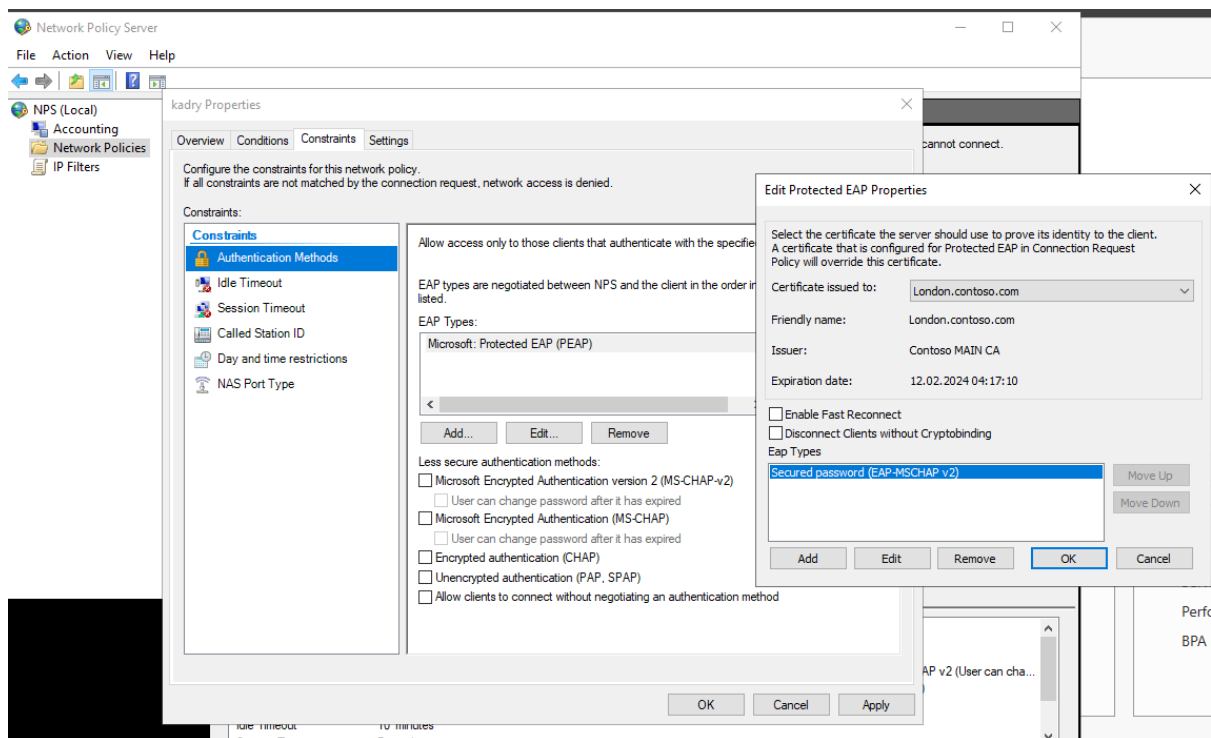 Network Policy Server
File Action View Help
NPS (Local)
Accounting
Network Policies
IP Filters
kadry Properties
Overview Conditions Constraints Settings
Configure the constraints for this network policy.
If all constraints are not matched by the connection request, network access is denied.
Constraints:
Constraints
Authentication Methods
Idle Timeout
Session Timeout
Called Station ID
Day and time restrictions
NAS Port Type
Allow access only to those clients that authenticate with the specifie
EAP types are negotiated between NPS and the client in the order in
listed.
EAP Types:
Microsoft: Protected EAP (PEAP)
Add... Edit... Remove
Less secure authentication methods:
Microsoft Encrypted Authentication version 2 (MS-CHAP-v2)
User can change password after it has expired
Microsoft Encrypted Authentication (MS-CHAP)
User can change password after it has expired
Encrypted authentication (CHAP)
Unencrypted authentication (PAP, SPAP)
Allow clients to connect without negotiating an authentication method
OK Cancel Apply
cannot connect.
Edit Protected EAP Properties
Select the certificate the server should use to prove its identity to the client.
A certificate that is configured for Protected EAP in Connection Request
Policy will override this certificate.
Certificate issued to: London.contoso.com
Friendly name: London.contoso.com
Issuer: Contoso MAIN CA
Expiration date: 12.02.2024 04:17:10
Enable Fast Reconnect
Disconnect Clients without Cryptobinding
Eap Types
Secured password (EAP-MSCHAP v2)
Move Up
Move Down
Add Edit Remove OK Cancel
Perfo
BPA
AP v2 (User can cha...
Idle Timeout 10 minutes